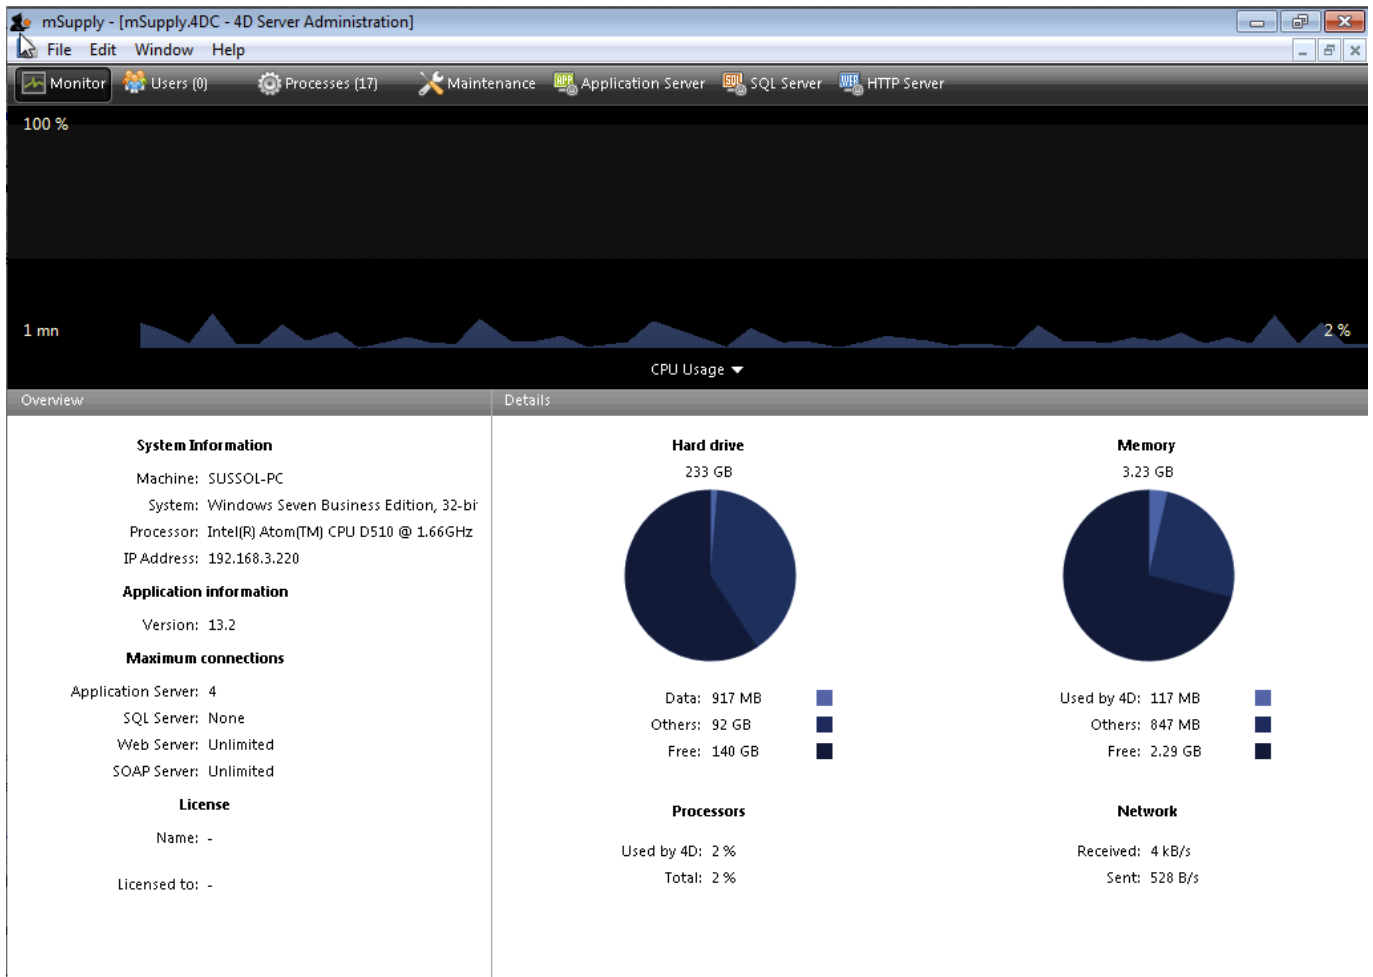 mSupply - [mSupply.4DC - 4D Server Administration]
File Edit Window Help
Monitor Users (0) Processes (17) Maintenance Application Server SQL Server HTTP Server
100 %
1 mn 2 %
CPU Usage
Overview Details
System Information
Machine: SUSSOL-PC
System: Windows Seven Business Edition, 32-bi
Processor: Intel(R) Atom(TM) CPU D510 @ 1.66GHz
IP Address: 192.168.3.220
Application information
Version: 13.2
Maximum connections
Application Server: 4
SQL Server: None
Web Server: Unlimited
SOAP Server: Unlimited
License
Name: -
Licensed to: -
Hard drive
233 GB
Data: 917 MB
Others: 92 GB
Free: 140 GB
Memory
3.23 GB
Used by 4D: 117 MB
Others: 847 MB
Free: 2.29 GB
Processors
Used by 4D: 2 %
Total: 2 %
Network
Received: 4 kB/s
Sent: 528 B/s